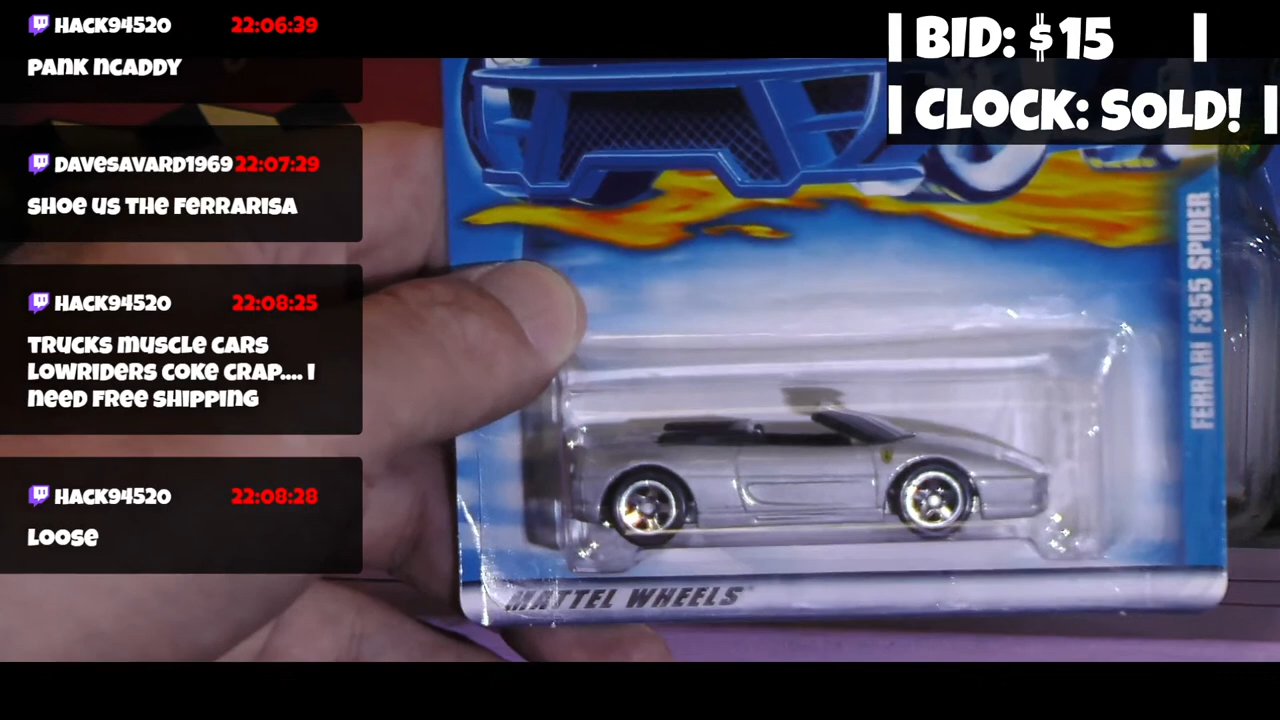 HACK94520 22:06:39
PANK NCADDY
DAVESAVARD1969 22:07:29
SHOE US THE FERRARISA
HACK94520 22:08:25
TRUCKS MUSCLE CARS
LOWRIDERS COKE CRAP.... I
NEED FREE SHIPPING
HACK94520 22:08:28
LOOSE
| BID: $15 |
| CLOCK: SOLD! |
FERRARI F355 SPIDER
MATTEL WHEELS